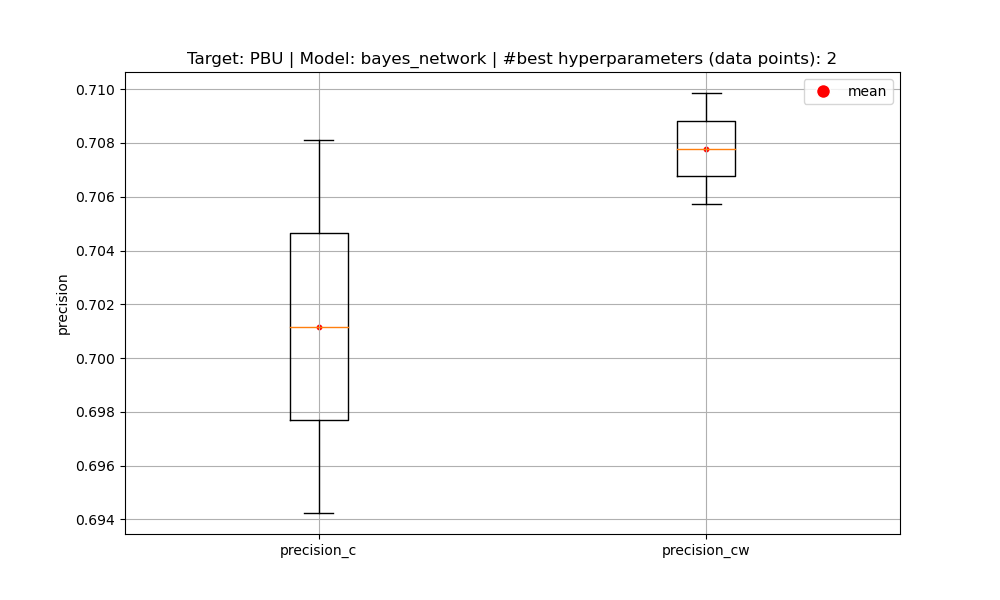 Target: PBU | Model: bayes_network | #best hyperparameters (data points): 2
mean
precision
0.710
0.708
0.706
0.704
0.702
0.700
0.698
0.696
0.694
precision_c
precision_cw